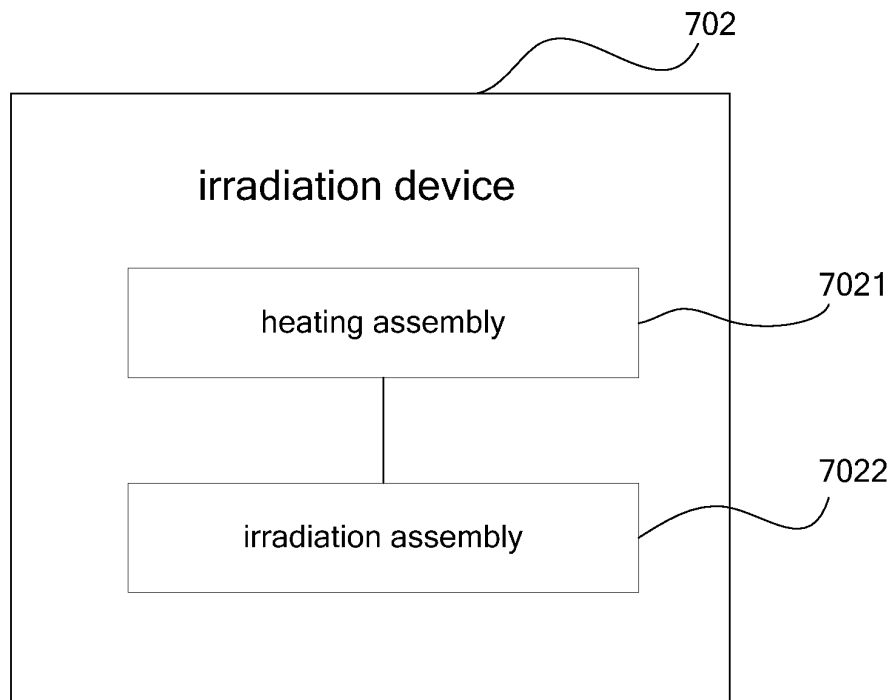 702
irradiation device
7021
heating assembly
7022
irradiation assembly